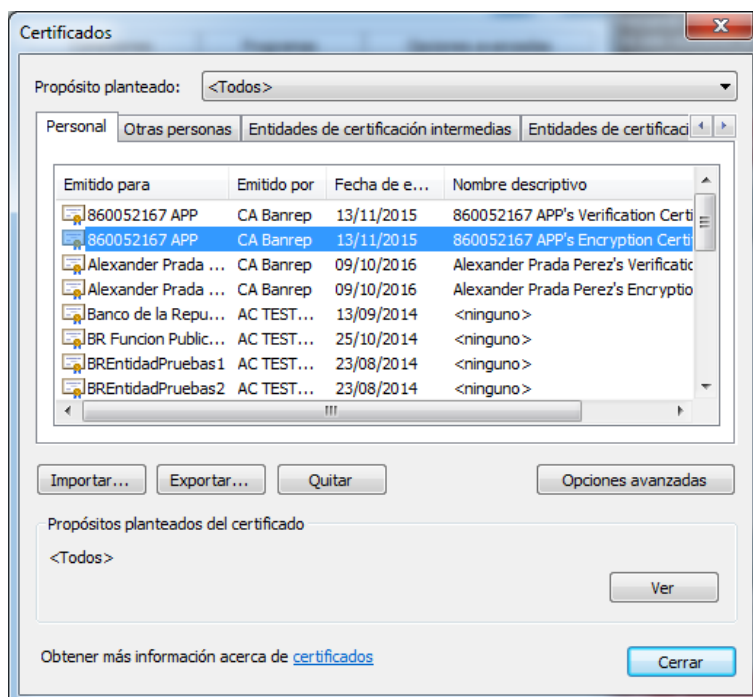 Certificados
Propósito planteado: <Todos>
Personal Otras personas Entidades de certificación intermedias Entidades de certificaci
Emitido para Emitido por Fecha de e... Nombre descriptivo
860052167 APP CA Banrep 13/11/2015 860052167 APP's Verification Certi
860052167 APP CA Banrep 13/11/2015 860052167 APP's Encryption Certi
Alexander Prada ... CA Banrep 09/10/2016 Alexander Prada Perez's Verificatic
Alexander Prada ... CA Banrep 09/10/2016 Alexander Prada Perez's Encryptio
Banco de la Repu... AC TEST... 13/09/2014 <ninguno>
BR Funcion Public... AC TEST... 25/10/2014 <ninguno>
BREntidadPruebas1 AC TEST... 23/08/2014 <ninguno>
BREntidadPruebas2 AC TEST... 23/08/2014 <ninguno>
Importar... Exportar... Quitar Opciones avanzadas
Propósitos planteados del certificado
<Todos>
Ver
Obtener más información acerca de certificados
Cerrar